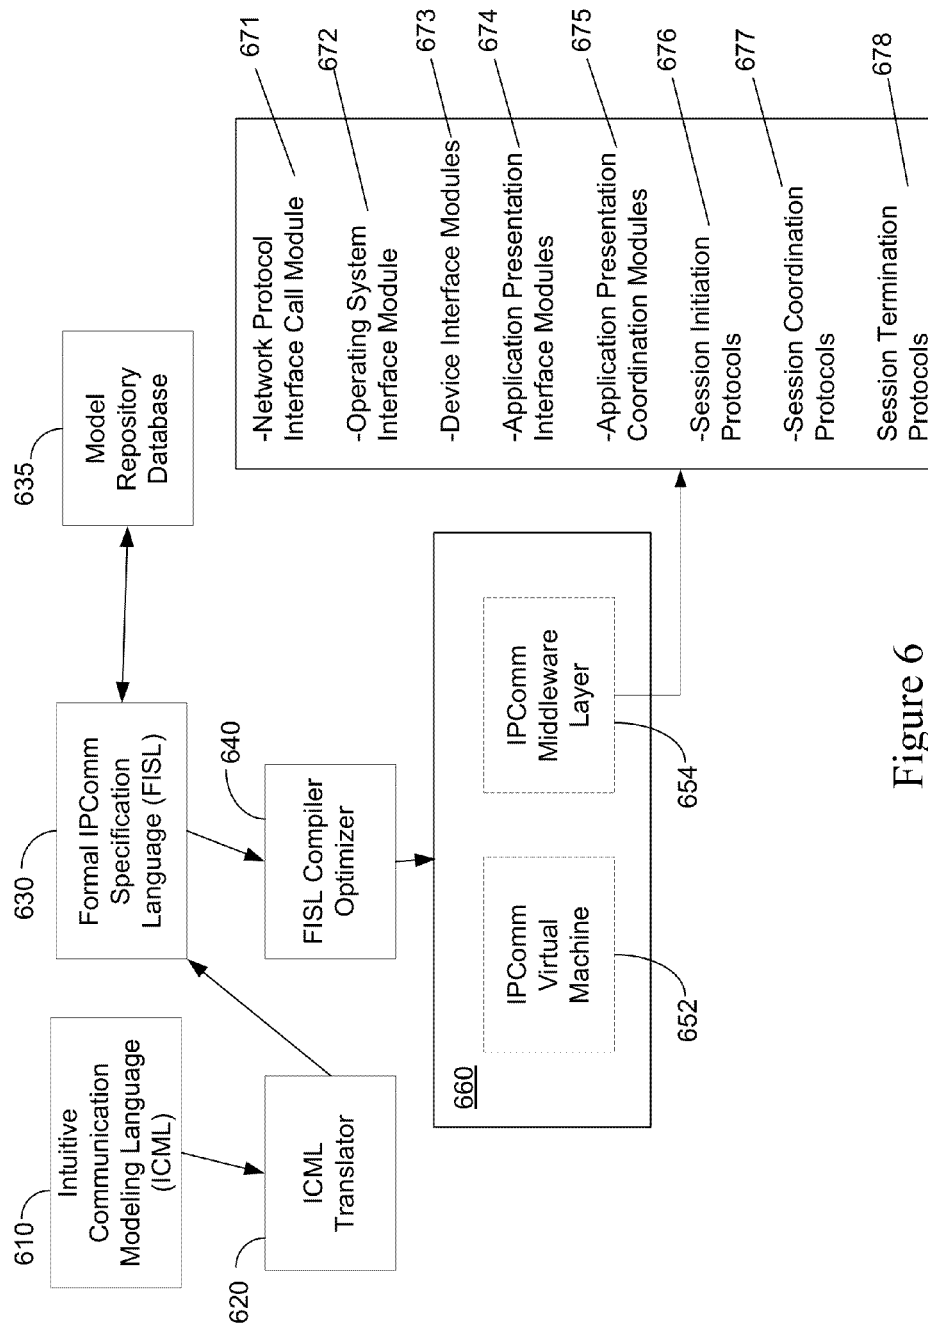 610
Intuitive
Communication
Modeling Language
(ICML)
620
ICML
Translator
630
Formal IPComm
Specification
Language (FISL)
635
Model
Repository
Database
640
FISL Compiler
Optimizer
660
IPComm
Virtual
Machine
652
IPComm
Middleware
Layer
654
-Network Protocol
Interface Call Module
671
-Operating System
Interface Module
672
-Device Interface Modules
673
-Application Presentation
Interface Modules
674
-Application Presentation
Coordination Modules
675
-Session Initiation
Protocols
676
-Session Coordination
Protocols
677
Session Termination
Protocols
678
Figure 6